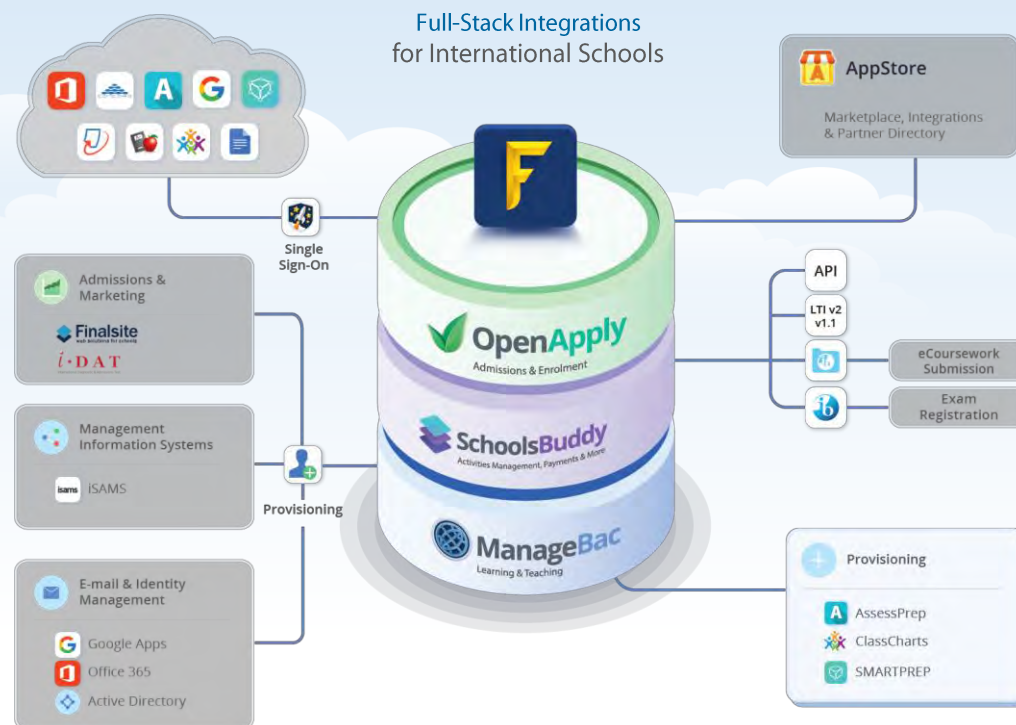 Full-Stack Integrations
for International Schools
AppStore
Marketplace, Integrations
& Partner Directory
Single
Sign-On
Admissions &
Marketing
Finalsite
i·DAT
Management
Information Systems
isams
iSAMS
Provisioning
E-mail & Identity
Management
Google Apps
Office 365
Active Directory
OpenApply
Admissions & Enrolment
SchoolsBuddy
Activities Management, Payments & More
ManageBac
Learning & Teaching
API
LTI v2
v1.1
eCoursework
Submission
Exam
Registration
Provisioning
AssessPrep
ClassCharts
SMARTPREP